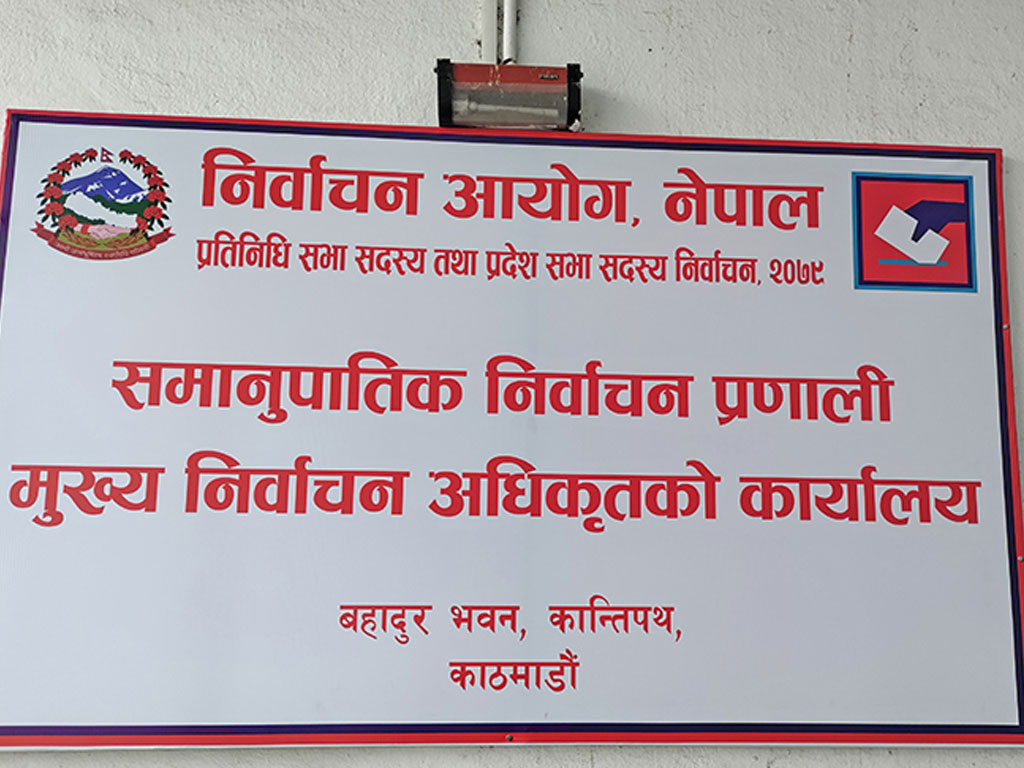 निर्वाचन आयोग, नेपाल
प्रतिनिधि सभा सदस्य तथा प्रदेश सभा सदस्य निर्वाचन, २०७९
समानुपातिक निर्वाचन प्रणाली
मुख्य निर्वाचन अधिकृतको कार्यालय
बहादुर भवन, कान्तिपथ,
काठमाडौं